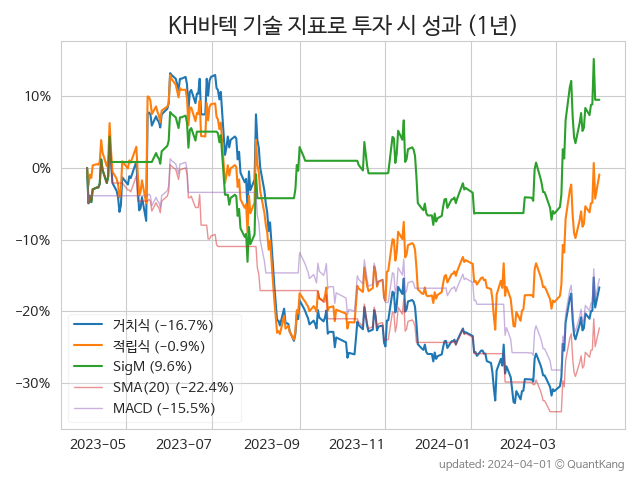 KH바텍 기술 지표로 투자 시 성과 (1년)
10%
0%
−10%
−20%
−30%
거치식 (−16.7%)
적립식 (−0.9%)
SigM (9.6%)
SMA(20) (−22.4%)
MACD (−15.5%)
2023-05
2023-07
2023-09
2023-11
2024-01
2024-03
updated: 2024-04-01 © QuantKang